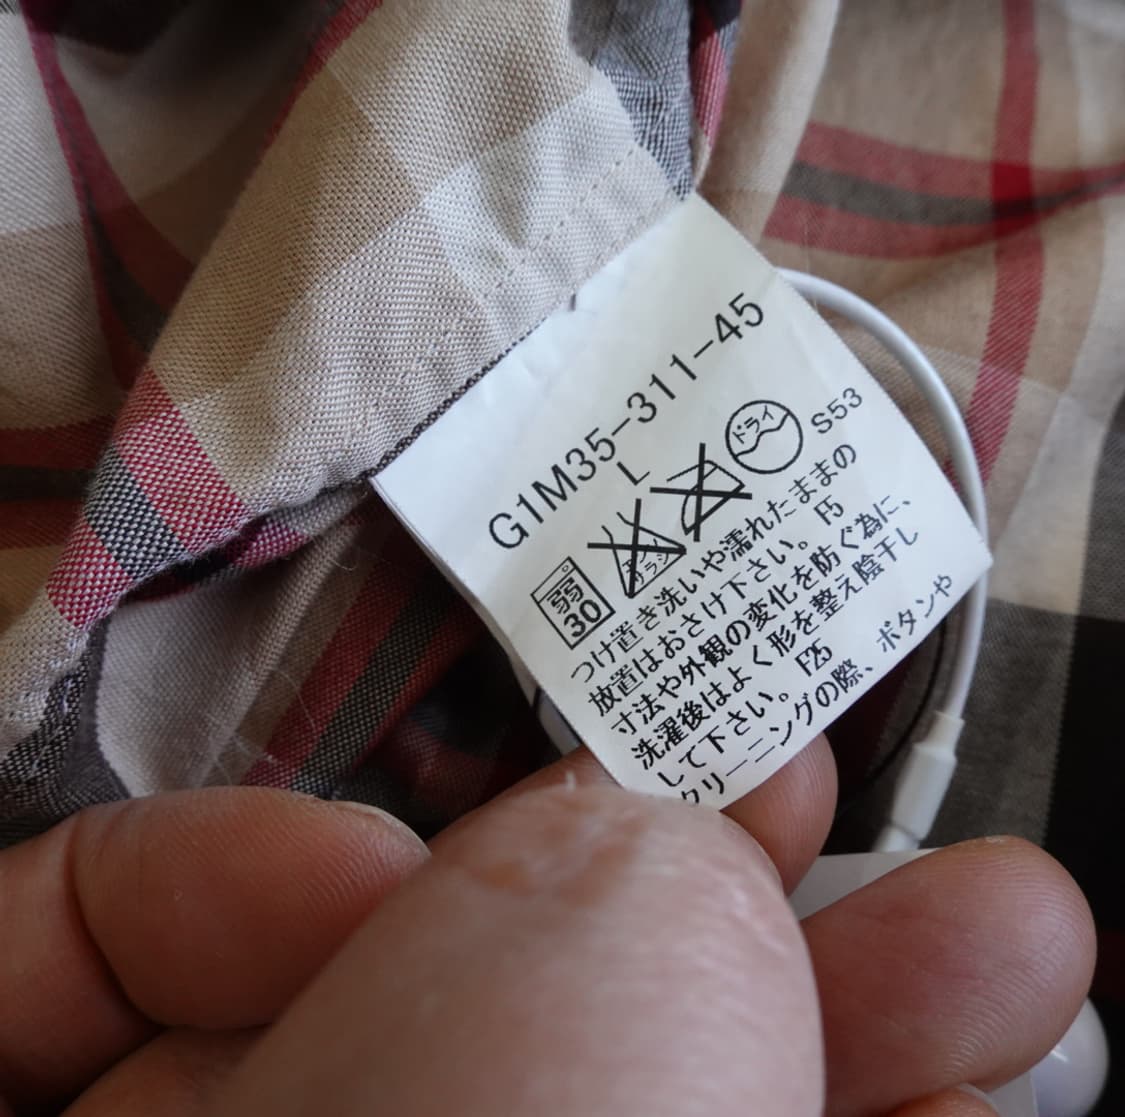 G1M35-311-45
L
弱
30
サラシ
ドライ
S53
つけ置き洗いや濡れたままの
放置はおさけ下さい。 F5
寸法や外観の変化を防ぐ為に、
洗濯後はよく形を整え陰干し
して下さい。 F25
クリーニングの際、ボタンや